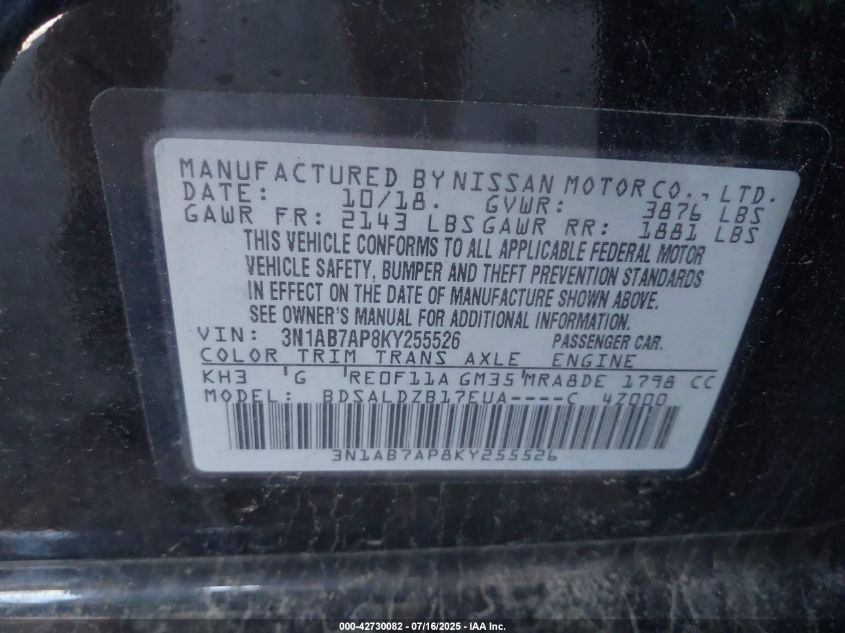 MANUFACTURED BY NISSAN MOTOR CO., LTD.
DATE: 10/18. GVWR: 3876 LBS
GAWR FR: 2143 LBS GAWR RR: 1881 LBS
THIS VEHICLE CONFORMS TO ALL APPLICABLE FEDERAL MOTOR
VEHICLE SAFETY, BUMPER AND THEFT PREVENTION STANDARDS
IN EFFECT ON THE DATE OF MANUFACTURE SHOWN ABOVE.
SEE OWNER'S MANUAL FOR ADDITIONAL INFORMATION.
VIN: 3N1AB7AP8KY255526 PASSENGER CAR.
COLOR TRIM TRANS AXLE ENGINE
KH3 G RE0F11A GM35 MRA8DE 1798 CC
MODEL: BDSALDZB17EUA----C 4Z000
3N1AB7AP8KY255526
000-42730082 - 07/16/2025 - IAA Inc.